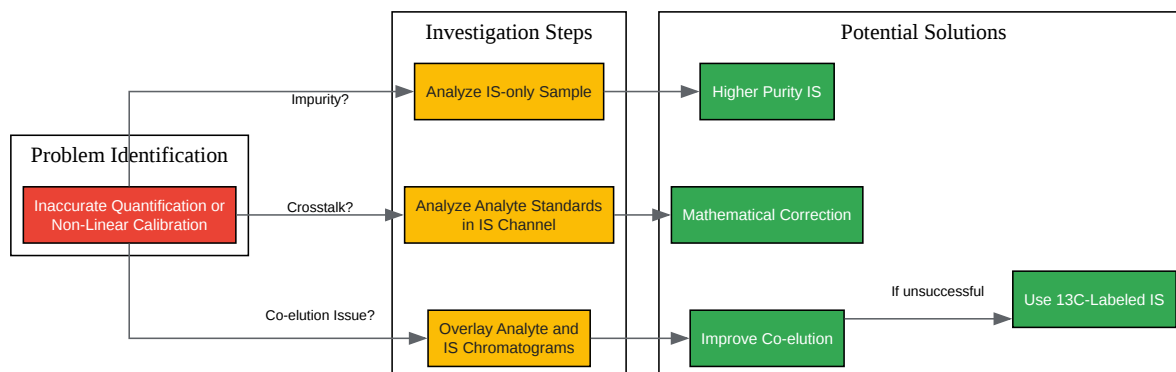 Investigation Steps
Potential Solutions
Analyze IS-only Sample
Higher Purity IS
Impurity?
Problem Identification
Inaccurate Quantification or
Non-Linear Calibration
Crosstalk?
Analyze Analyte Standards
in IS Channel
Mathematical Correction
If unsuccessful
Use 13C-Labeled IS
Co-elution Issue?
Overlay Analyte and
IS Chromatograms
Improve Co-elution